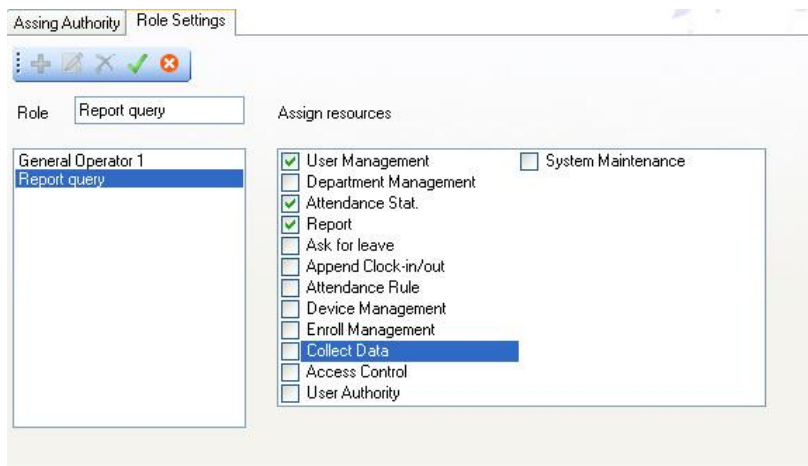 Assing Authority Role Settings
Role Report query Assign resources
General Operator 1
Report query
User Management
Department Management
Attendance Stat.
Report
Ask for leave
Append Clock-in/out
Attendance Rule
Device Management
Enroll Management
Collect Data
Access Control
User Authority
System Maintenance